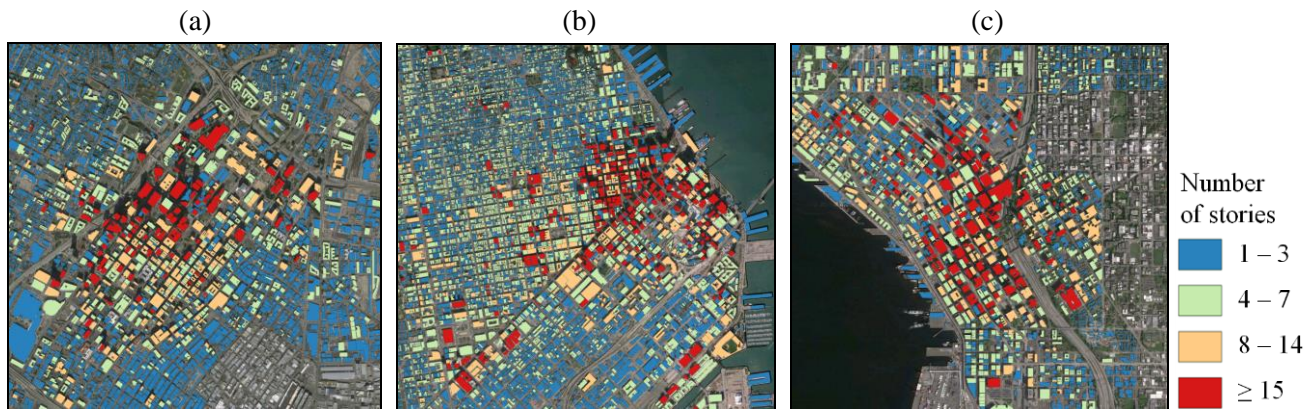 (a) (b) (c)
Number
of stories
1 – 3
4 – 7
8 – 14
≥ 15